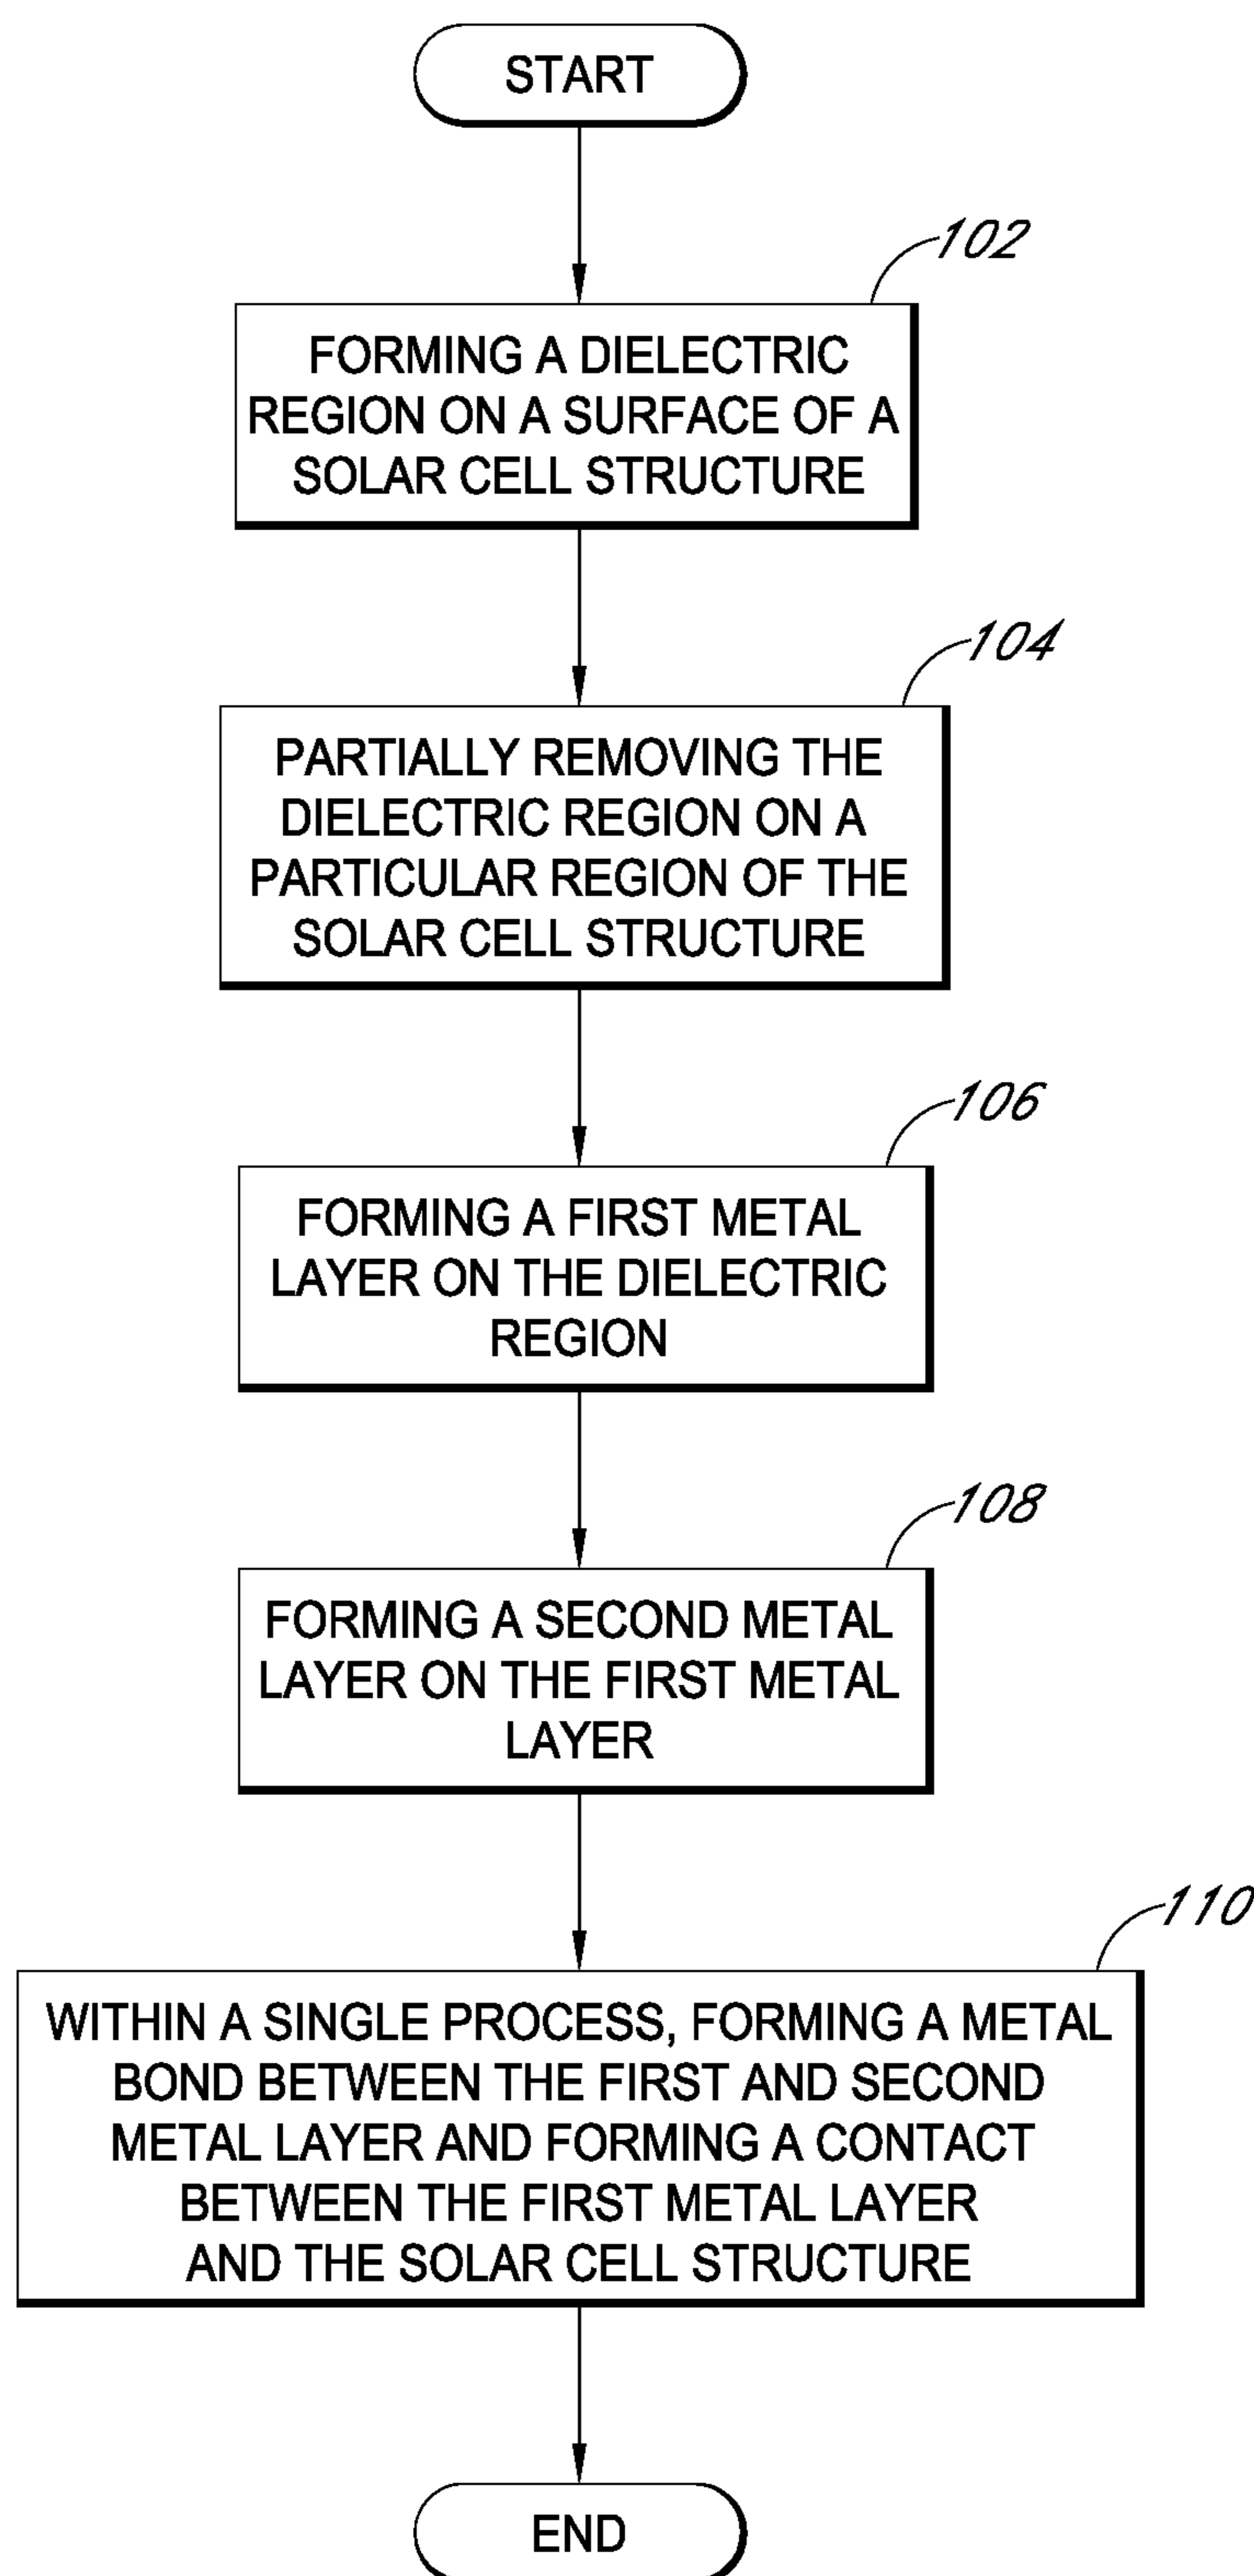 START
102
FORMING A DIELECTRIC
REGION ON A SURFACE OF A
SOLAR CELL STRUCTURE
104
PARTIALLY REMOVING THE
DIELECTRIC REGION ON A
PARTICULAR REGION OF THE
SOLAR CELL STRUCTURE
106
FORMING A FIRST METAL
LAYER ON THE DIELECTRIC
REGION
108
FORMING A SECOND METAL
LAYER ON THE FIRST METAL
LAYER
110
WITHIN A SINGLE PROCESS, FORMING A METAL
BOND BETWEEN THE FIRST AND SECOND
METAL LAYER AND FORMING A CONTACT
BETWEEN THE FIRST METAL LAYER
AND THE SOLAR CELL STRUCTURE
END